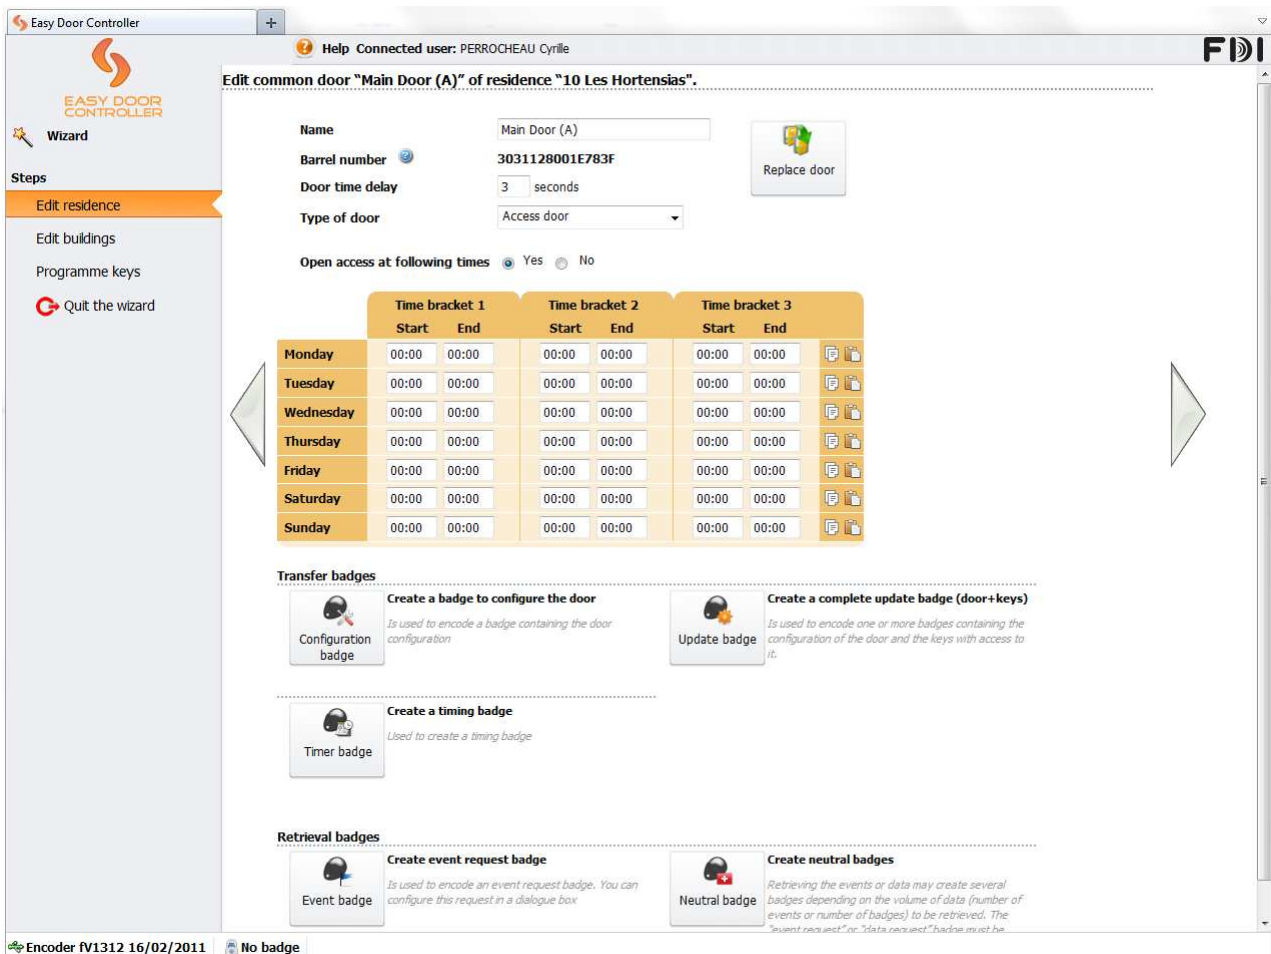 Easy Door Controller
+
Help Connected user: PERROCHEAU Cyrille
FDI
EASY DOOR
CONTROLLER
Wizard
Steps
Edit residence
Edit buildings
Programme keys
Quit the wizard
Edit common door “Main Door (A)” of residence “10 Les Hortensias".
Name Main Door (A)
Barrel number ? 3031128001E783F
Door time delay 3 seconds
Type of door Access door
Replace door
Open access at following times Yes No
Time bracket 1 Time bracket 2 Time bracket 3
Start End Start End Start End
Monday 00:00 00:00 00:00 00:00 00:00 00:00
Tuesday 00:00 00:00 00:00 00:00 00:00 00:00
Wednesday 00:00 00:00 00:00 00:00 00:00 00:00
Thursday 00:00 00:00 00:00 00:00 00:00 00:00
Friday 00:00 00:00 00:00 00:00 00:00 00:00
Saturday 00:00 00:00 00:00 00:00 00:00 00:00
Sunday 00:00 00:00 00:00 00:00 00:00 00:00
Transfer badges
Configuration
badge
Create a badge to configure the door
Is used to encode a badge containing the door
configuration
Update badge
Create a complete update badge (door+keys)
Is used to encode one or more badges containing the
configuration of the door and the keys with access to
it.
Timer badge
Create a timing badge
Used to create a timing badge
Retrieval badges
Event badge
Create event request badge
Is used to encode an event request badge. You can
configure this request in a dialogue box
Neutral badge
Create neutral badges
Retrieving the events or data may create several
badges depending on the volume of data (number of
events or number of badges) to be retrieved. The
"event request" or "data request" badge must be
Encoder fV1312 16/02/2011 No badge